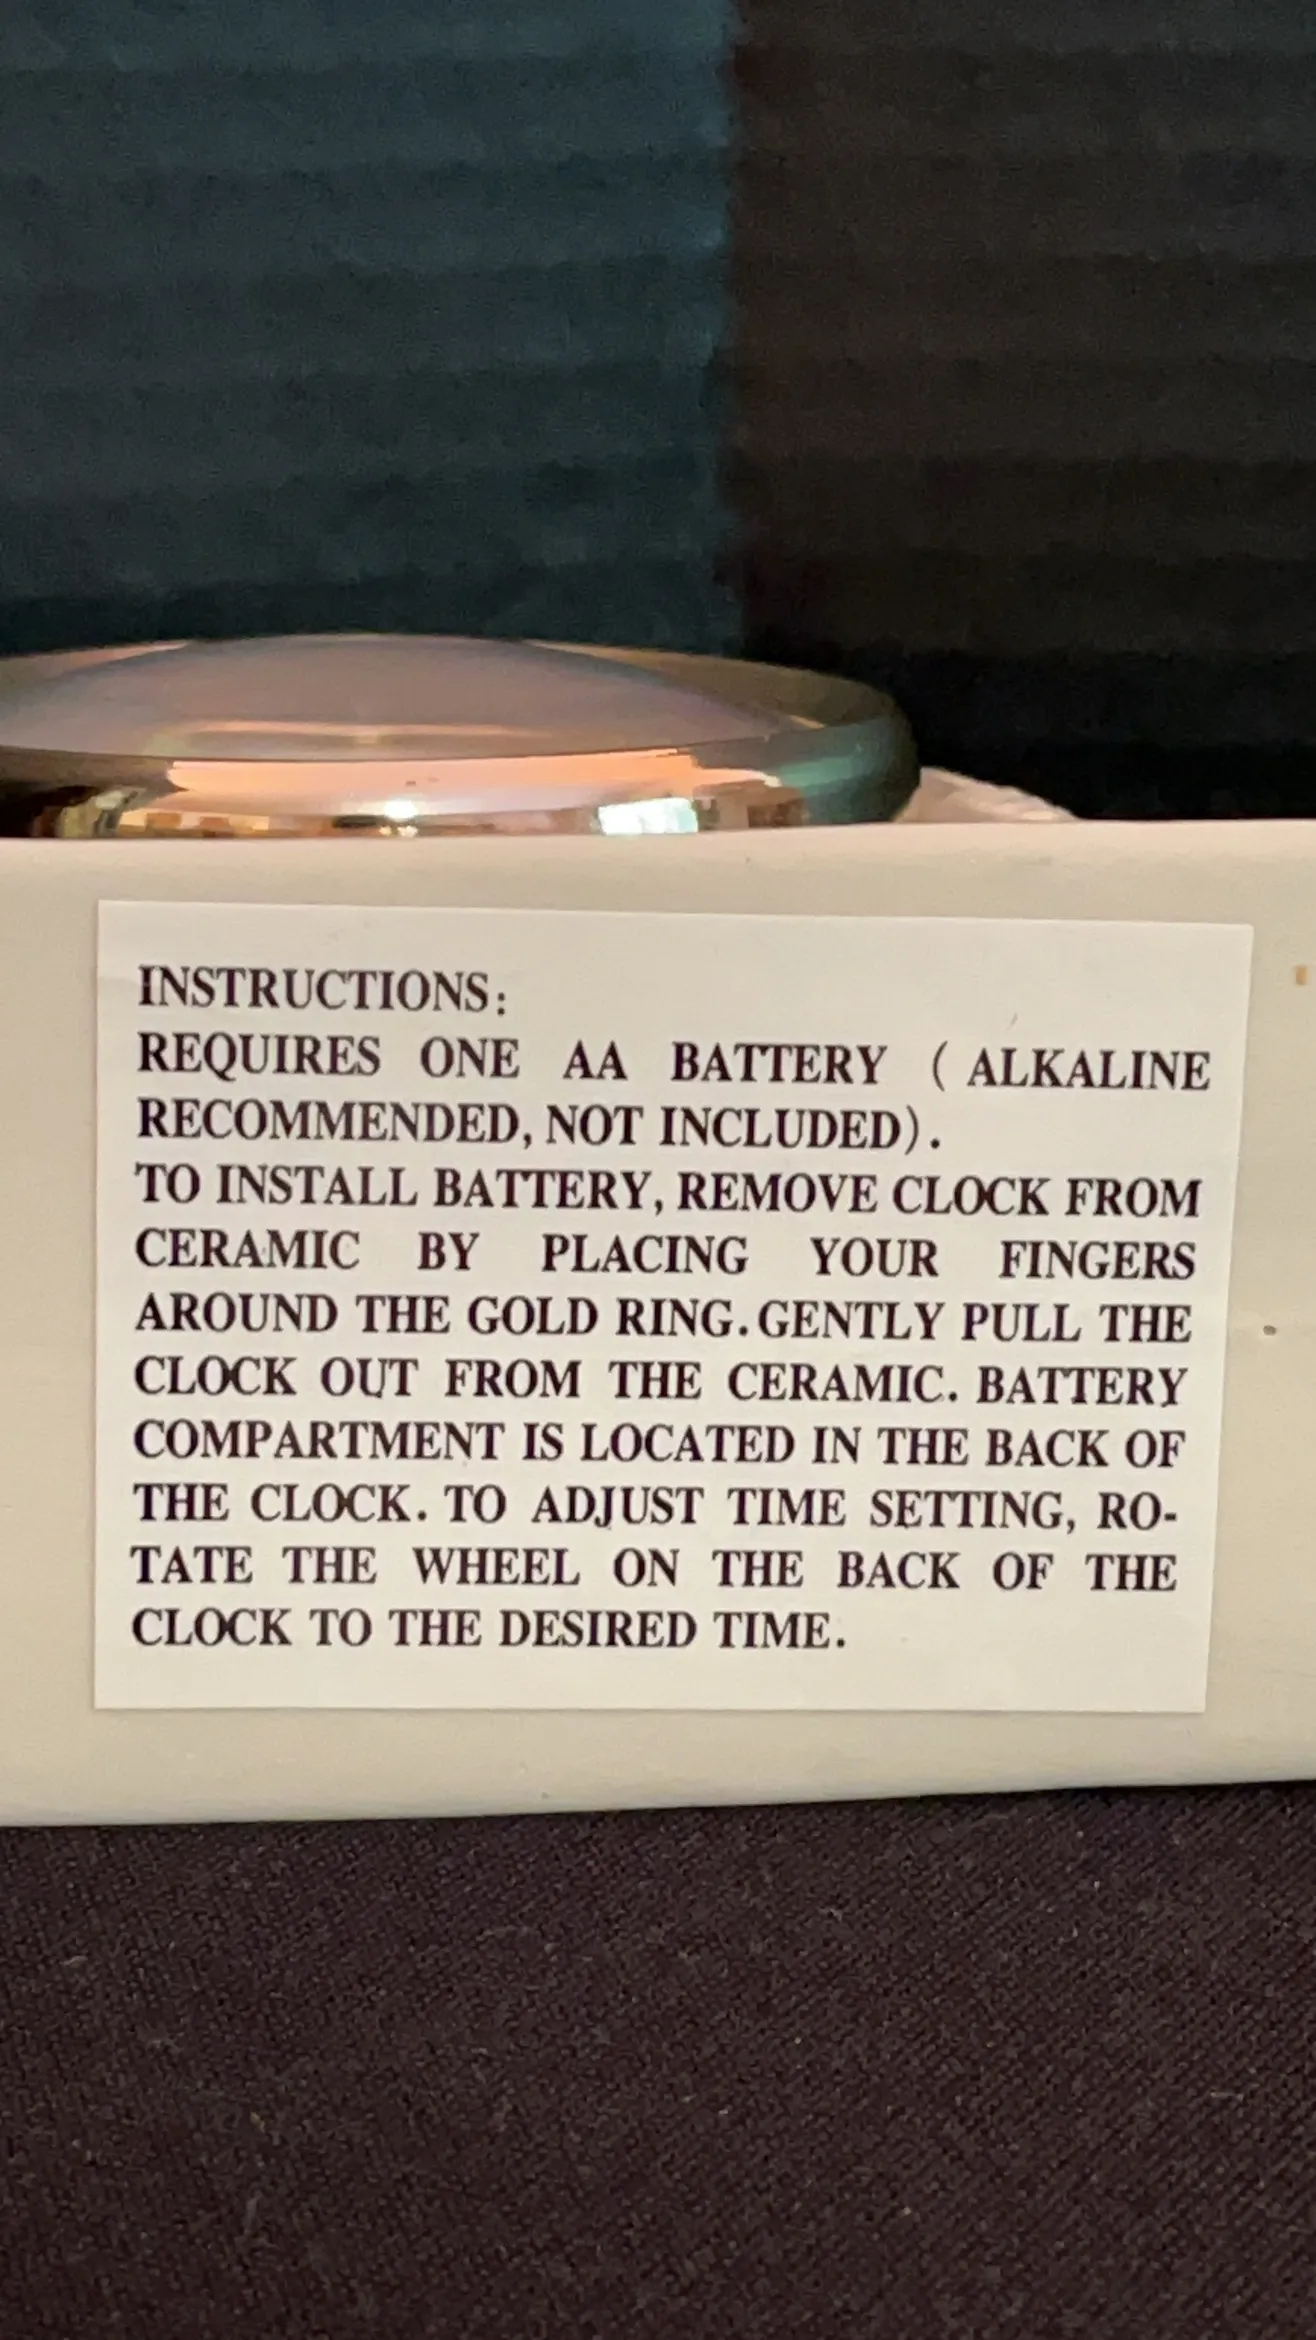 INSTRUCTIONS:
REQUIRES ONE AA BATTERY ( ALKALINE
RECOMMENDED, NOT INCLUDED).
TO INSTALL BATTERY, REMOVE CLOCK FROM
CERAMIC BY PLACING YOUR FINGERS
AROUND THE GOLD RING. GENTLY PULL THE
CLOCK OUT FROM THE CERAMIC. BATTERY
COMPARTMENT IS LOCATED IN THE BACK OF
THE CLOCK. TO ADJUST TIME SETTING, RO-
TATE THE WHEEL ON THE BACK OF THE
CLOCK TO THE DESIRED TIME.